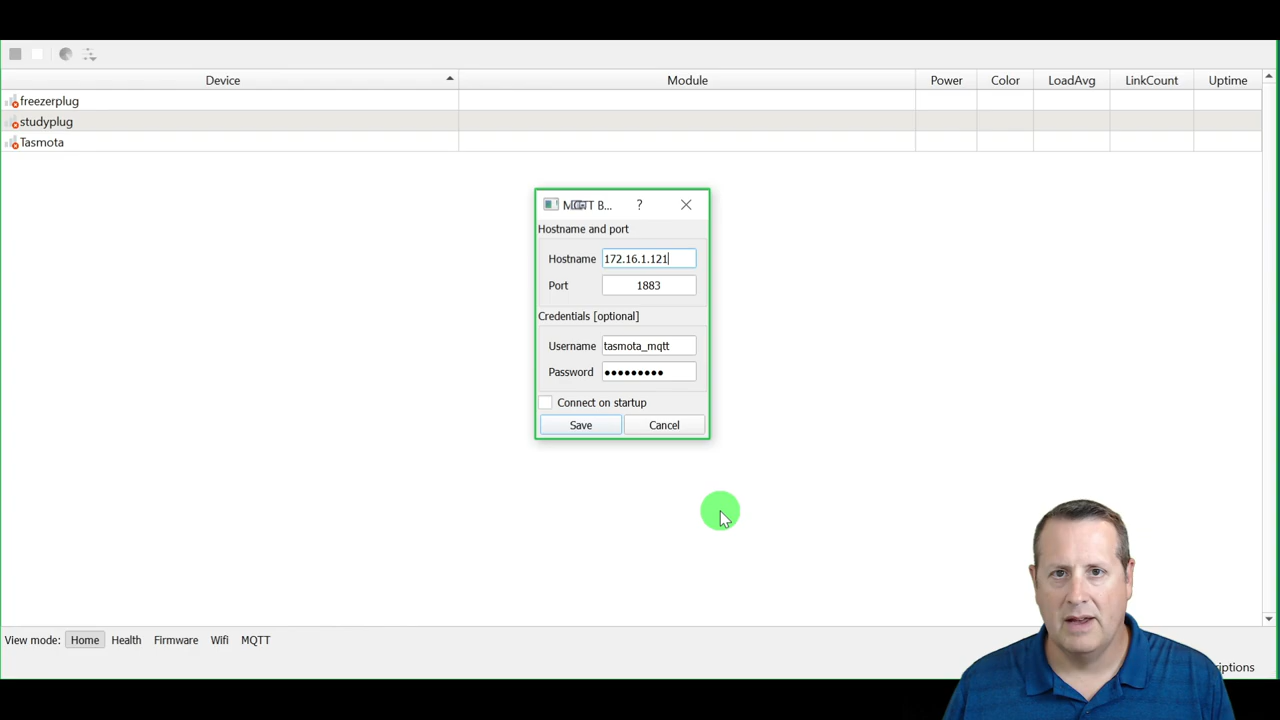 Device Module Power Color LoadAvg LinkCount Uptime
freezerplug
studyplug
Tasmota
MQTT B... ?
Hostname and port
Hostname 172.16.1.121
Port 1883
Credentials [optional]
Username tasmota_mqtt
Password •••••••••
Connect on startup
Save Cancel
View mode: Home Health Firmware Wifi MQTT